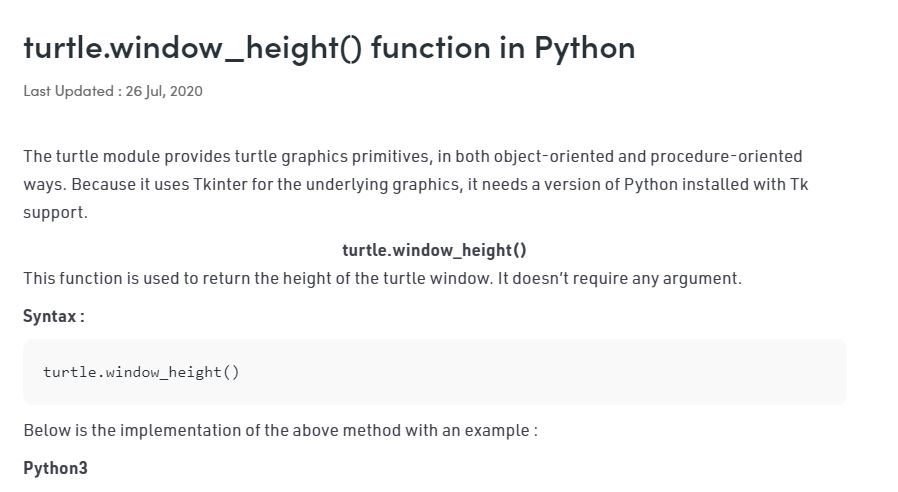 turtle.window_height() function in Python
Last Updated : 26 Jul, 2020
The turtle module provides turtle graphics primitives, in both object-oriented and procedure-oriented
ways. Because it uses Tkinter for the underlying graphics, it needs a version of Python installed with Tk
support.
turtle.window_height()
This function is used to return the height of the turtle window. It doesn’t require any argument.
Syntax :
turtle.window_height()
Below is the implementation of the above method with an example :
Python3